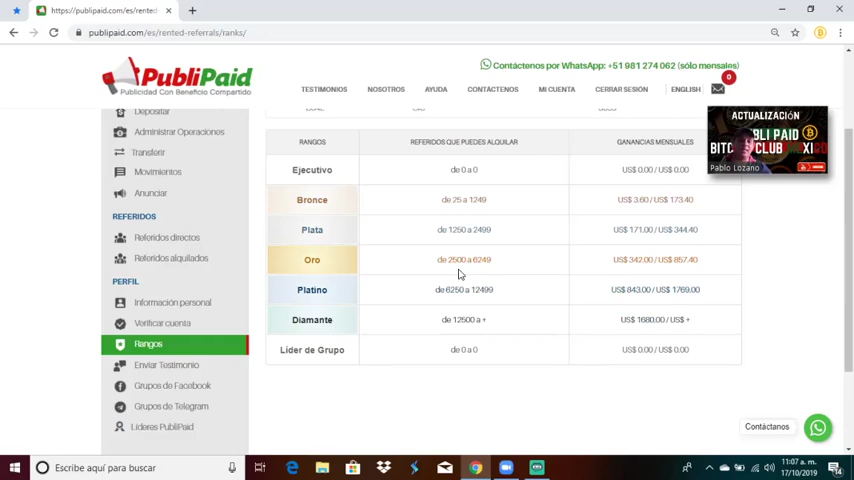 https://publipaid.com/es/rented-
publipaid.com/es/rented-referrals/ranks/
PubliPaid
Publicidad Con Beneficio Compartido
Contáctenos por WhatsApp: +51 981 274 062 (sólo mensajes)
TESTIMONIOS NOSOTROS AYUDA CONTÁCTENOS MI CUENTA CERRAR SESIÓN ENGLISH 0
Depositar
Administrar Operaciones
Transferir
Movimientos
Anunciar
REFERIDOS
Referidos directos
Referidos alquilados
PERFIL
Información personal
Verificar cuenta
Rangos
Enviar Testimonio
Grupos de Facebook
Grupos de Telegram
Líderes PubliPaid
RANGOS REFERIDOS QUE PUEDES ALQUILAR GANANCIAS MENSUALES
Ejecutivo de 0 a 0 US$ 0.00 / US$ 0.00
Bronce de 25 a 1249 US$ 3.60 / US$ 173.40
Plata de 1250 a 2499 US$ 171.00 / US$ 344.40
Oro de 2500 a 6249 US$ 342.00 / US$ 857.40
Platino de 6250 a 12499 US$ 843.00 / US$ 1769.00
Diamante de 12500 a + US$ 1680.00 / US$ +
Líder de Grupo de 0 a 0 US$ 0.00 / US$ 0.00
ACTUALIZACIÓN
Pablo Lozano
Contáctanos
Escribe aquí para buscar
11:07 a. m.
17/10/2019
14